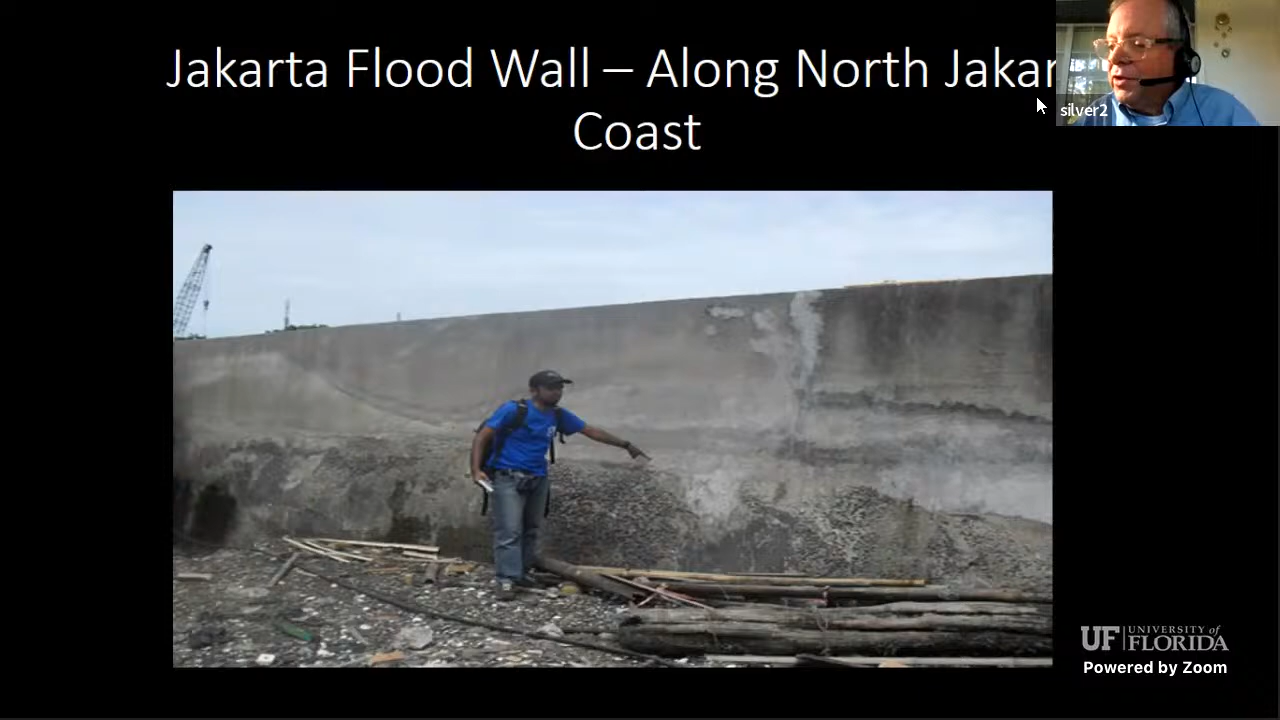 Jakarta Flood Wall – Along North Jakar
Coast
silver2
UF UNIVERSITY of
FLORIDA
Powered by Zoom